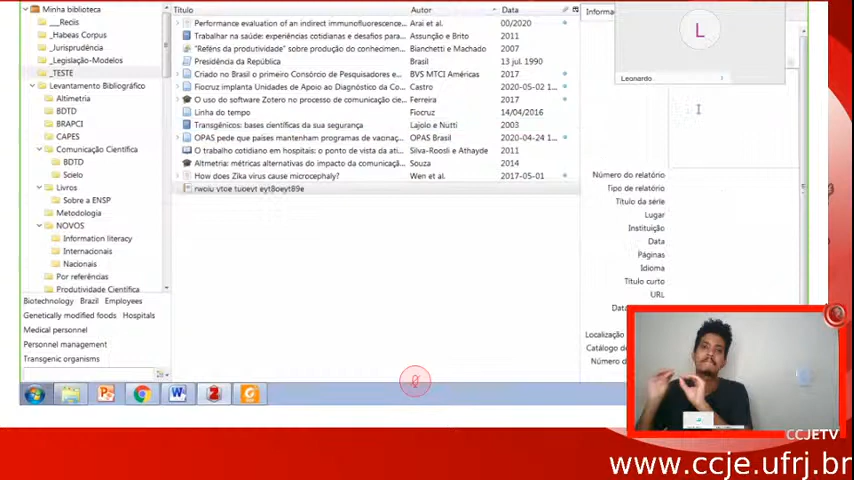 Minha biblioteca
__Recis
_Habeas Corpus
_Jurisprudência
_Legislação-Modelos
_TESTE
Levantamento Bibliográfico
Altimetria
BDTD
BRAPCI
CAPES
Comunicação Científica
BDTD
Scielo
Livros
Sobre a ENSP
Metodologia
NOVOS
Information literacy
Internacionais
Nacionais
Por referências
Produtividade Científica
Biotechnology Brazil Employees
Genetically modified foods Hospitals
Medical personnel
Personnel management
Transgenic organisms
Título Autor Data
Performance evaluation of an indirect immunofluorescence... Arai et al. 00/2020
Trabalhar na saúde: experiências cotidianas e desafios para... Assunção e Brito 2011
"Reféns da produtividade" sobre produção do conhecimen... Bianchetti e Machado 2007
Presidência da República Brasil 13 jul. 1990
Criado no Brasil o primeiro Consórcio de Pesquisadores e... BVS MTCI Américas 2017
Fiocruz implanta Unidades de Apoio ao Diagnóstico da Co... Castro 2020-05-02 1...
O uso do software Zotero no processo de comunicação cie... Ferreira 2017
Linha do tempo Fiocruz 14/04/2016
Transgênicos: bases científicas da sua segurança Lajolo e Nutti 2003
OPAS pede que países mantenham programas de vacinaç... OPAS Brasil 2020-04-24 1...
O trabalho cotidiano em hospitais: o ponto de vista da ati... Silva-Roosli e Athayde 2011
Altmetria: métricas alternativas do impacto da comunicaçã... Souza 2014
How does Zika virus cause microcephaly? Wen et al. 2017-05-01
rwoiu vtoe tuoevt eyt8oeyt89e
Informa
L
Leonardo
Número do relatório
Tipo de relatório
Título da série
Lugar
Instituição
Data
Páginas
Idioma
Título curto
URL
Data
Localização
Catálogo de
Número d
CCJETV
www.ccje.ufrj.br